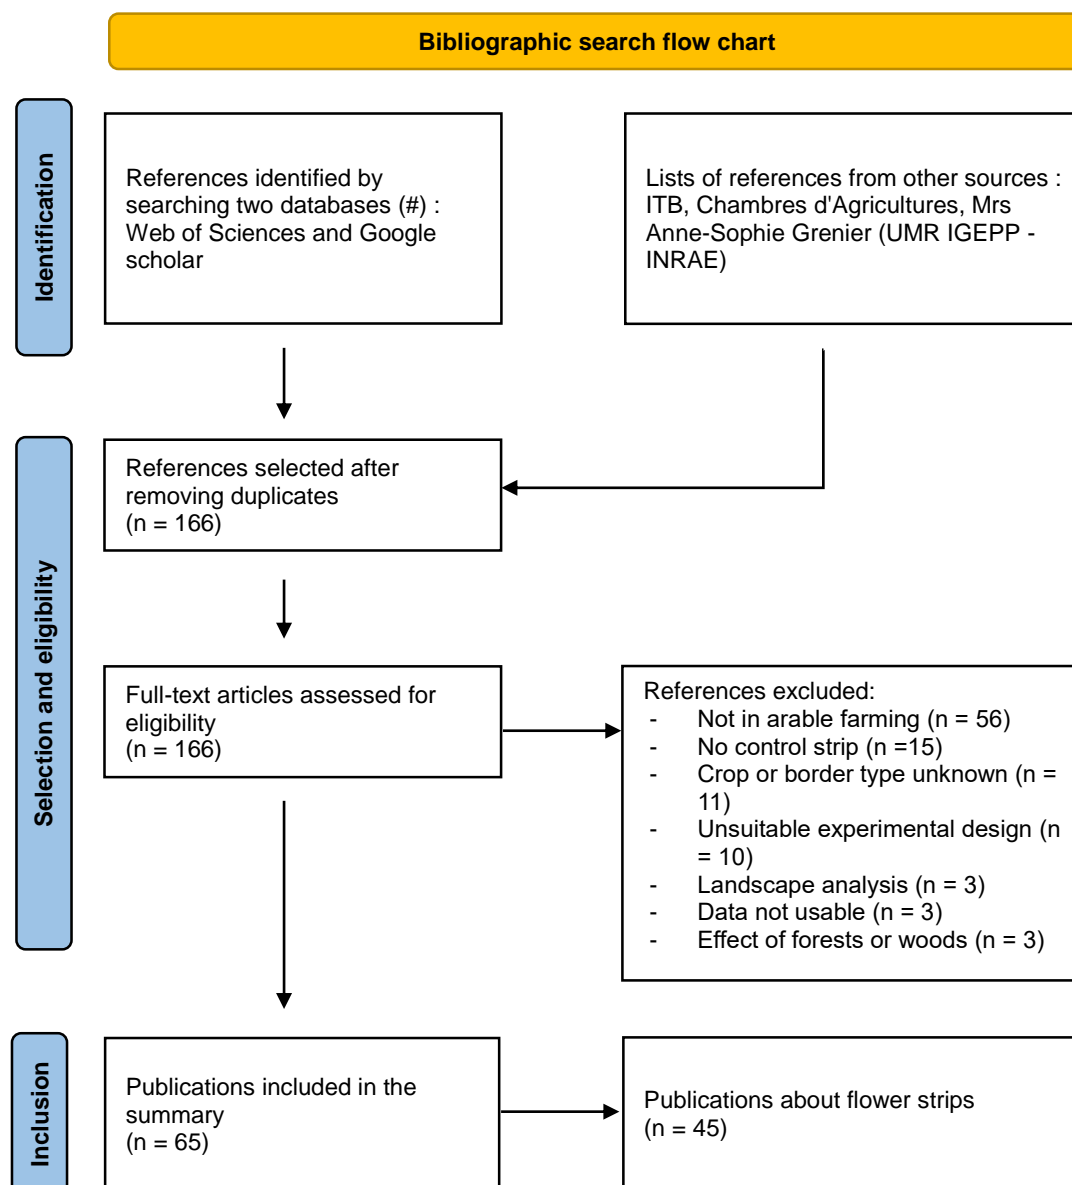 Bibliographic search flow chart
Identification
References identified by
searching two databases (#) :
Web of Sciences and Google
scholar
Lists of references from other sources :
ITB, Chambres d'Agricultures, Mrs
Anne-Sophie Grenier (UMR IGEPP -
INRAE)
Selection and eligibility
References selected after
removing duplicates
(n = 166)
Full-text articles assessed for
eligibility
(n = 166)
References excluded:
- Not in arable farming (n = 56)
- No control strip (n =15)
- Crop or border type unknown (n =
11)
- Unsuitable experimental design (n
= 10)
- Landscape analysis (n = 3)
- Data not usable (n = 3)
- Effect of forests or woods (n = 3)
Inclusion
Publications included in the
summary
(n = 65)
Publications about flower strips
(n = 45)